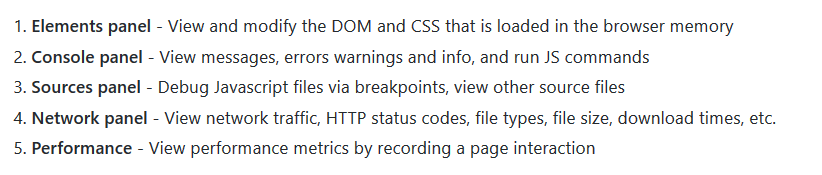 1. Elements panel - View and modify the DOM and CSS that is loaded in the browser memory
2. Console panel - View messages, errors warnings and info, and run JS commands
3. Sources panel - Debug Javascript files via breakpoints, view other source files
4. Network panel - View network traffic, HTTP status codes, file types, file size, download times, etc.
5. Performance - View performance metrics by recording a page interaction